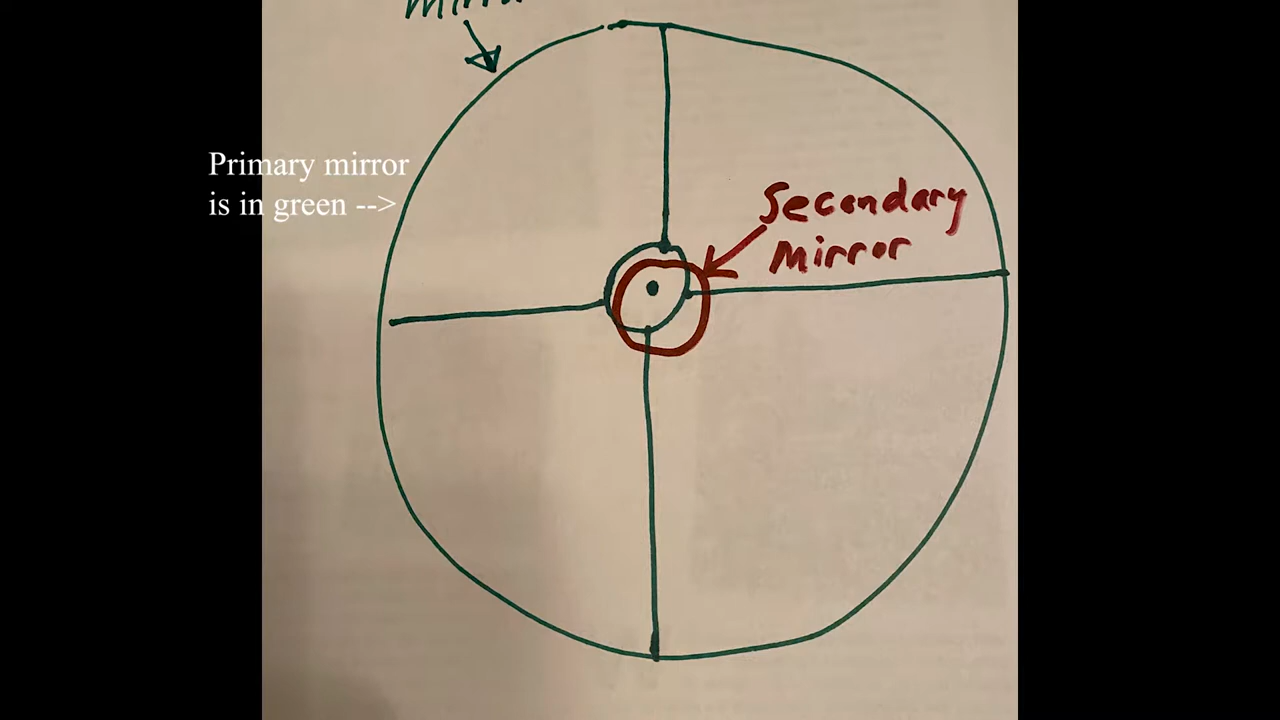 Primary mirror
is in green -->
Secondary
Mirror